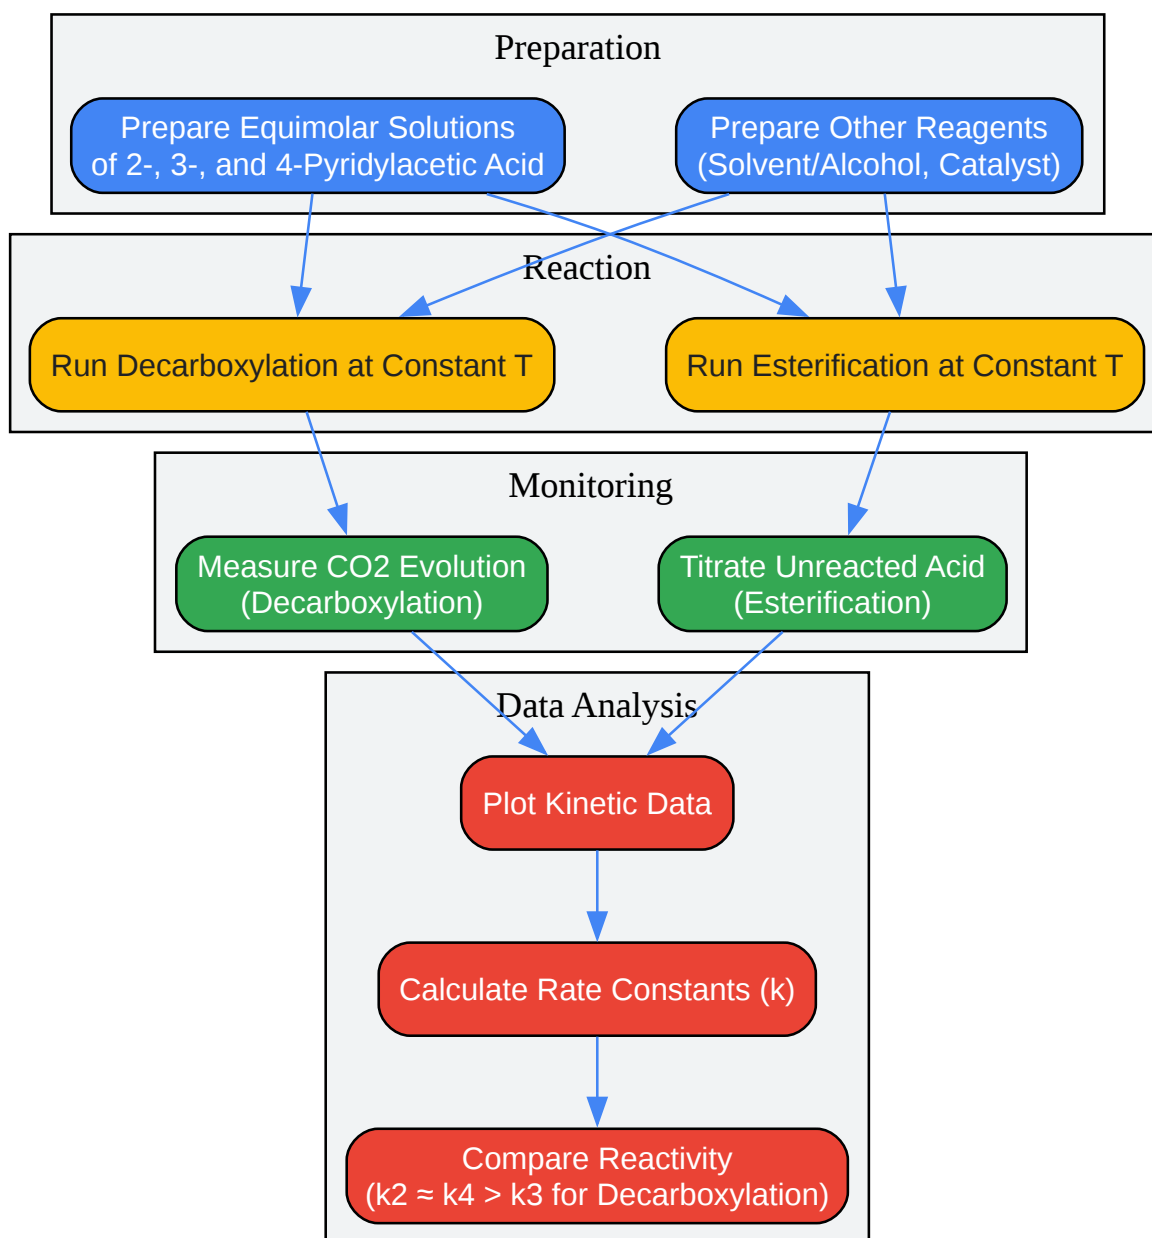 Preparation
Prepare Equimolar Solutions
of 2-, 3-, and 4-Pyridylacetic Acid
Prepare Other Reagents
(Solvent/Alcohol, Catalyst)
Reaction
Run Decarboxylation at Constant T
Run Esterification at Constant T
Monitoring
Measure CO2 Evolution
(Decarboxylation)
Titrate Unreacted Acid
(Esterification)
Data Analysis
Plot Kinetic Data
Calculate Rate Constants (k)
Compare Reactivity
(k2 ≈ k4 > k3 for Decarboxylation)